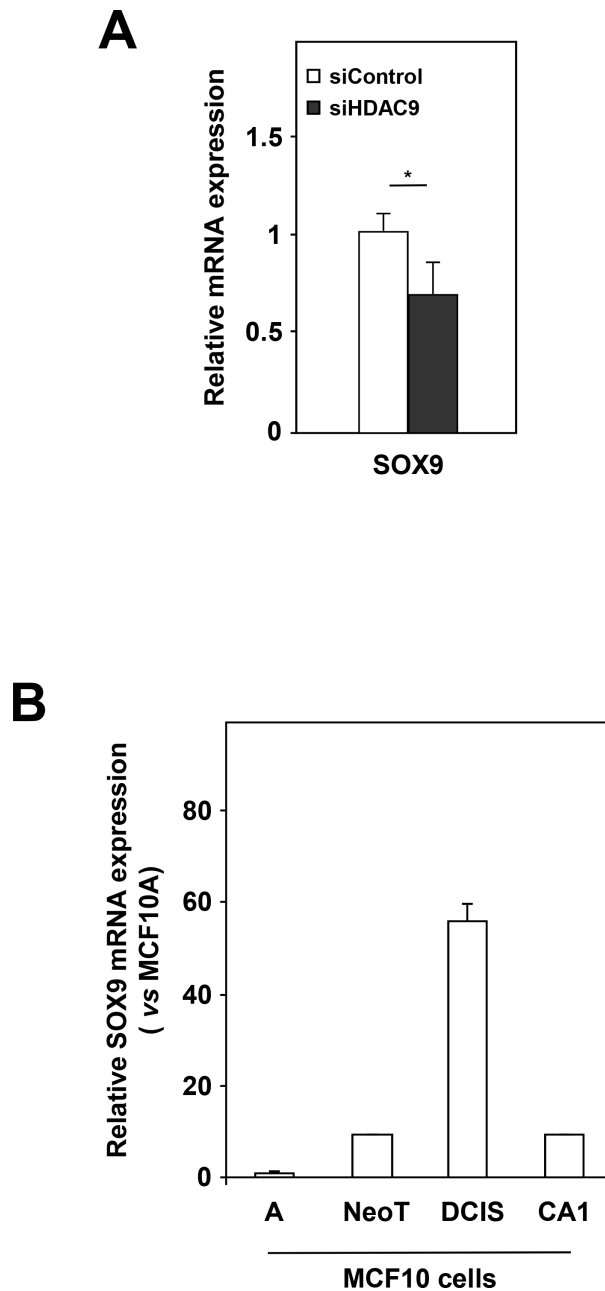 A
Relative mRNA expression
siControl
siHDAC9
1.5
*
1
0.5
0
SOX9
B
Relative SOX9 mRNA expression
( vs MCF10A)
80
60
40
20
0
A NeoT DCIS CA1
MCF10 cells